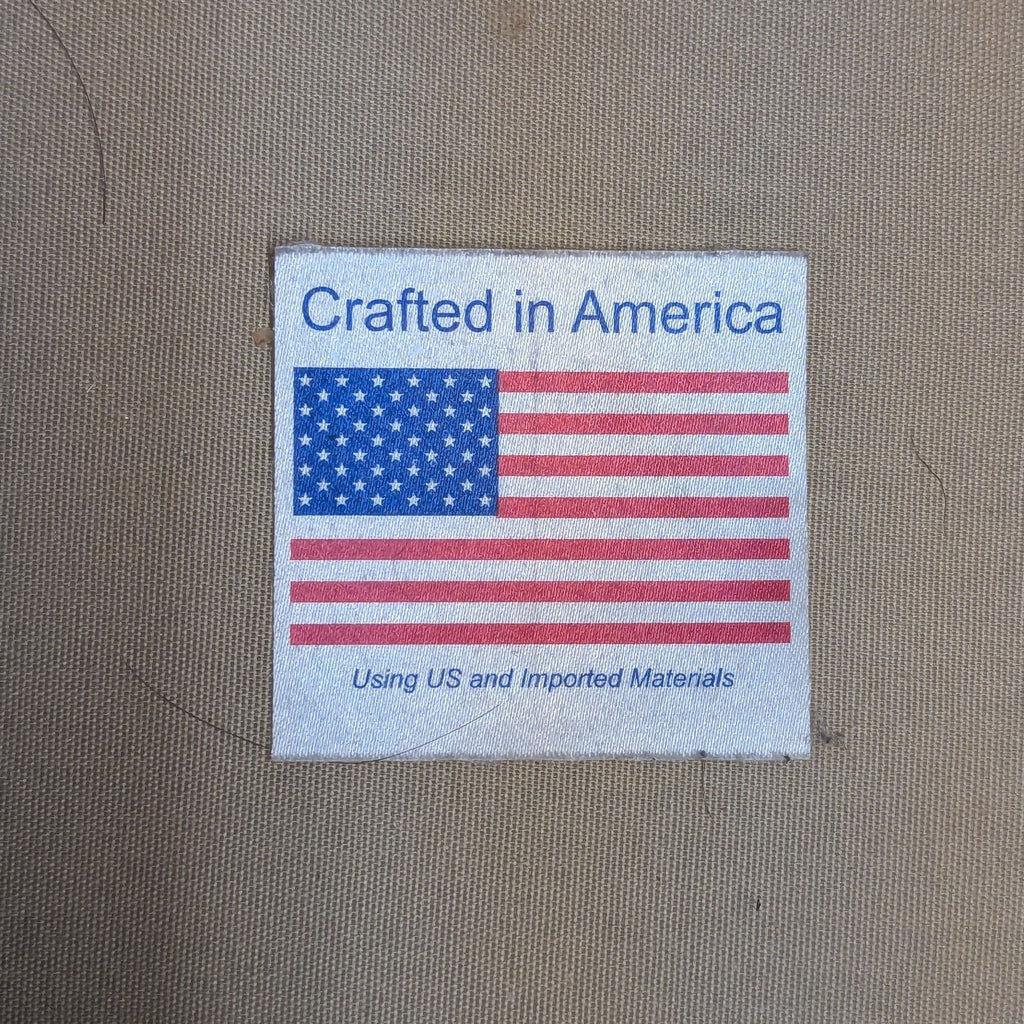 Crafted in America
Using US and Imported Materials